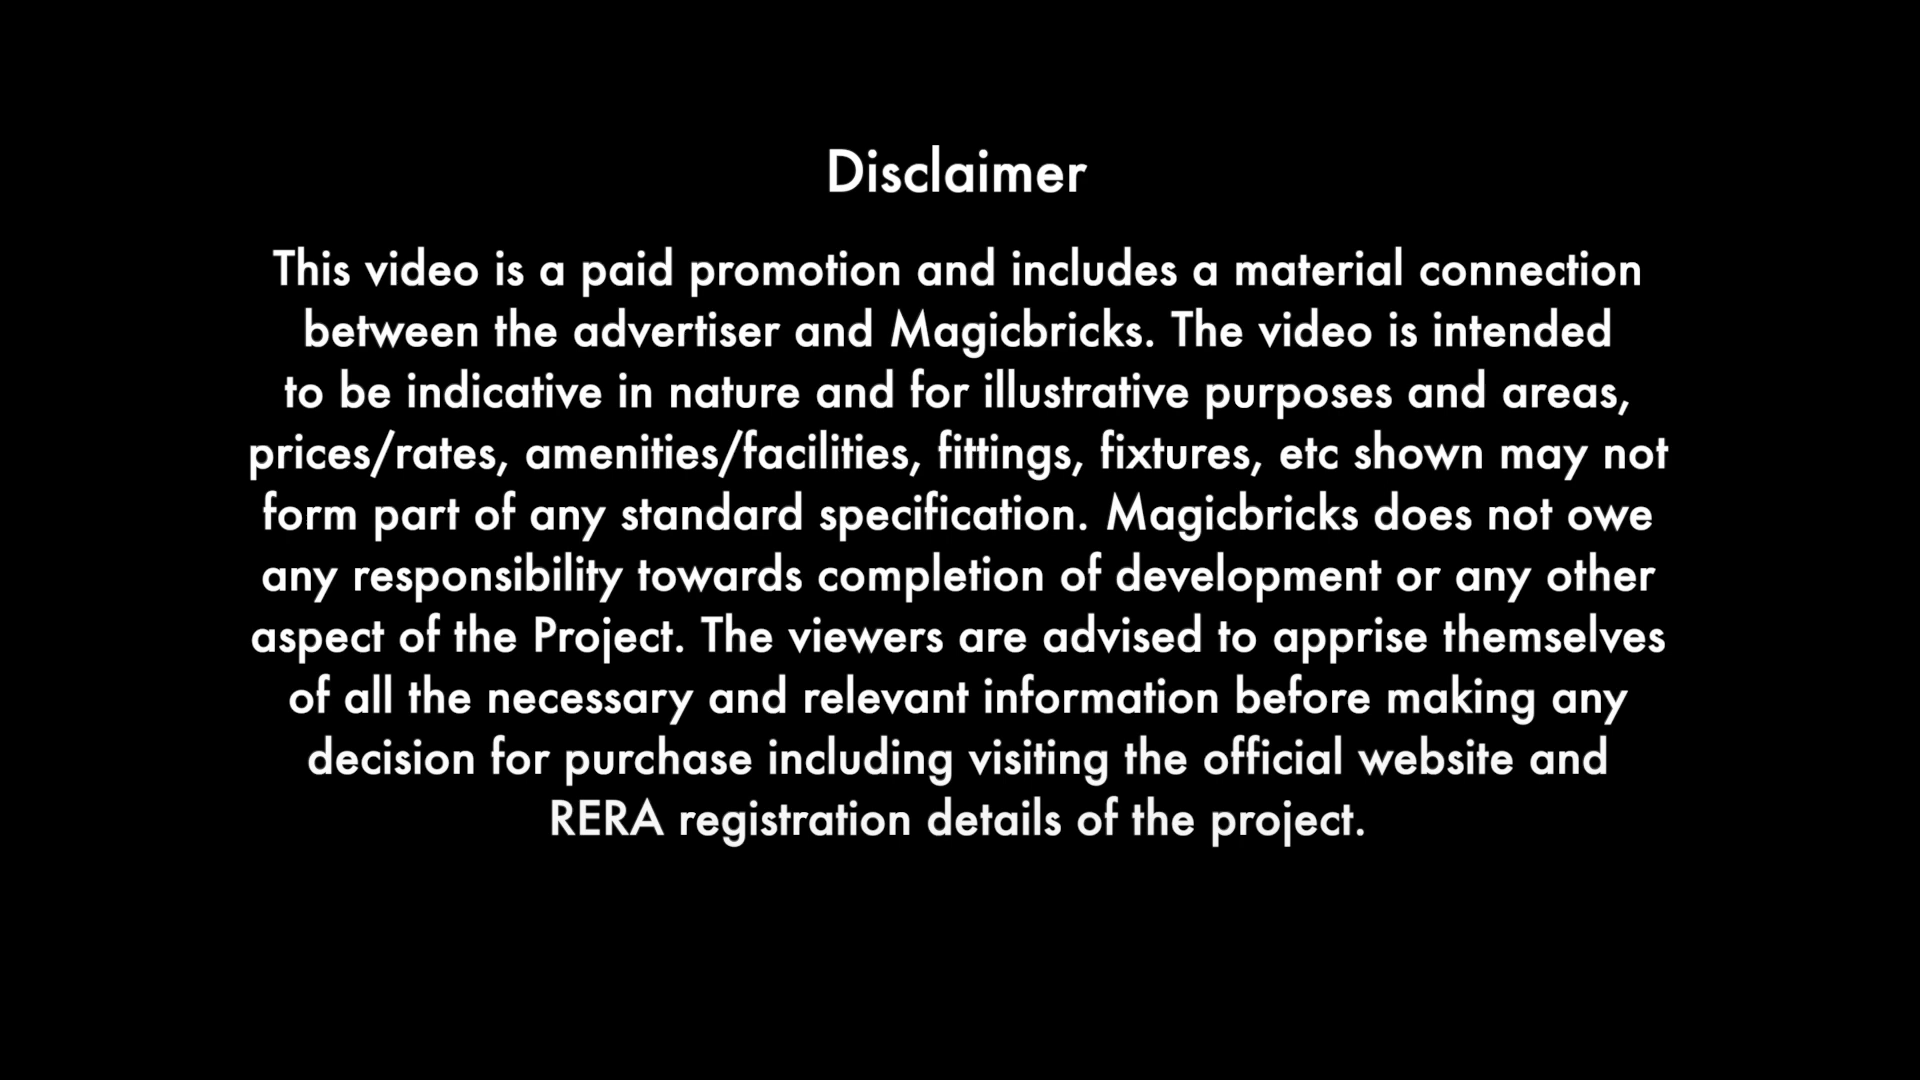 Disclaimer
This video is a paid promotion and includes a material connection
between the advertiser and Magicbricks. The video is intended
to be indicative in nature and for illustrative purposes and areas,
prices/rates, amenities/facilities, fittings, fixtures, etc shown may not
form part of any standard specification. Magicbricks does not owe
any responsibility towards completion of development or any other
aspect of the Project. The viewers are advised to apprise themselves
of all the necessary and relevant information before making any
decision for purchase including visiting the official website and
RERA registration details of the project.